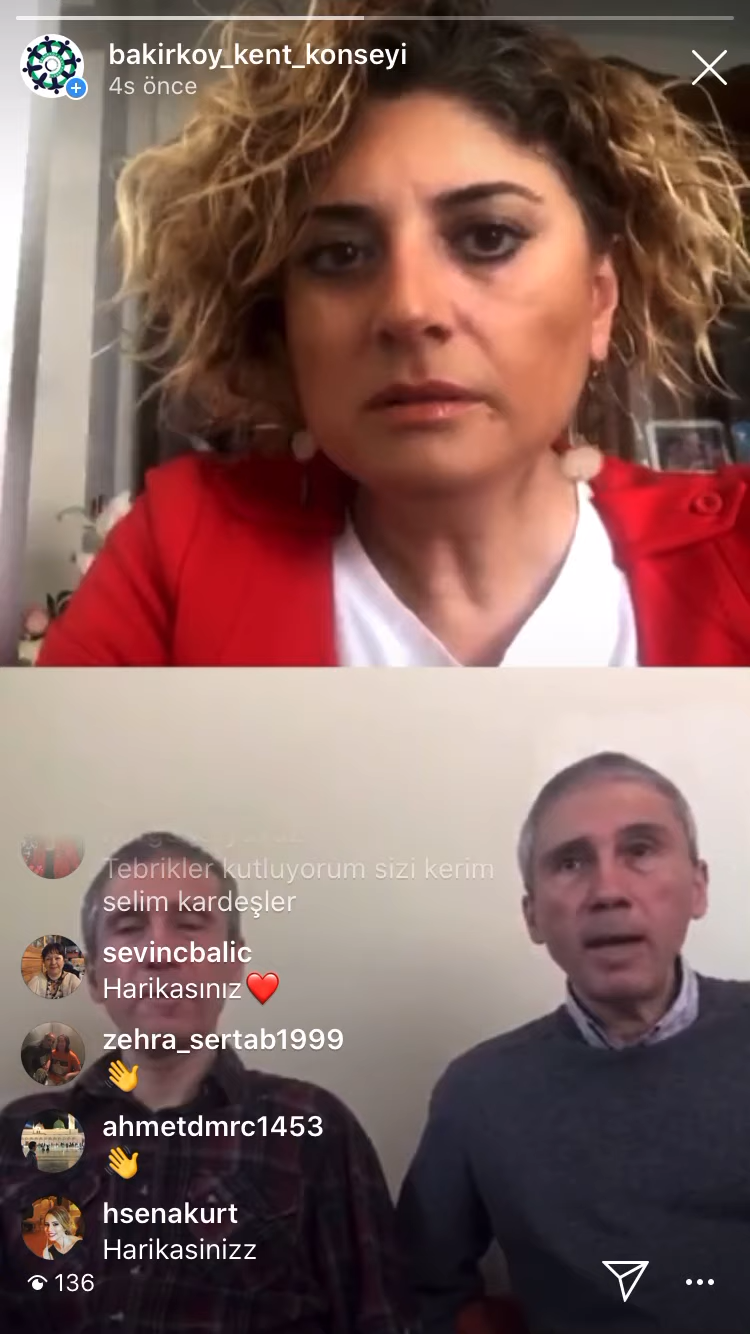 bakirkoy_kent_konseyi
4s önce
Tebrikler kutluyorum sizi kerim
selim kardeşler
sevincbalic
Harikasınız❤️
zehra_sertab1999
👋
ahmetdmrc1453
👋
hsenakurt
Harikasinizz
136